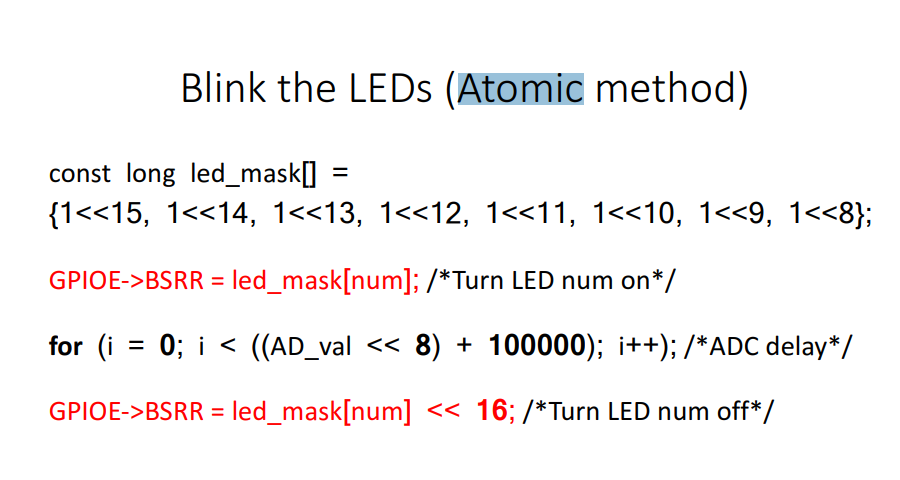 Blink the LEDs (Atomic method)
const long led_mask[] =
{1<<15, 1<<14, 1<<13, 1<<12, 1<<11, 1<<10, 1<<9, 1<<8};
GPIOE->BSRR = led_mask[num]; /*Turn LED num on*/
for (i = 0; i < ((AD_val << 8) + 100000); i++); /*ADC delay*/
GPIOE->BSRR = led_mask[num] << 16; /*Turn LED num off*/